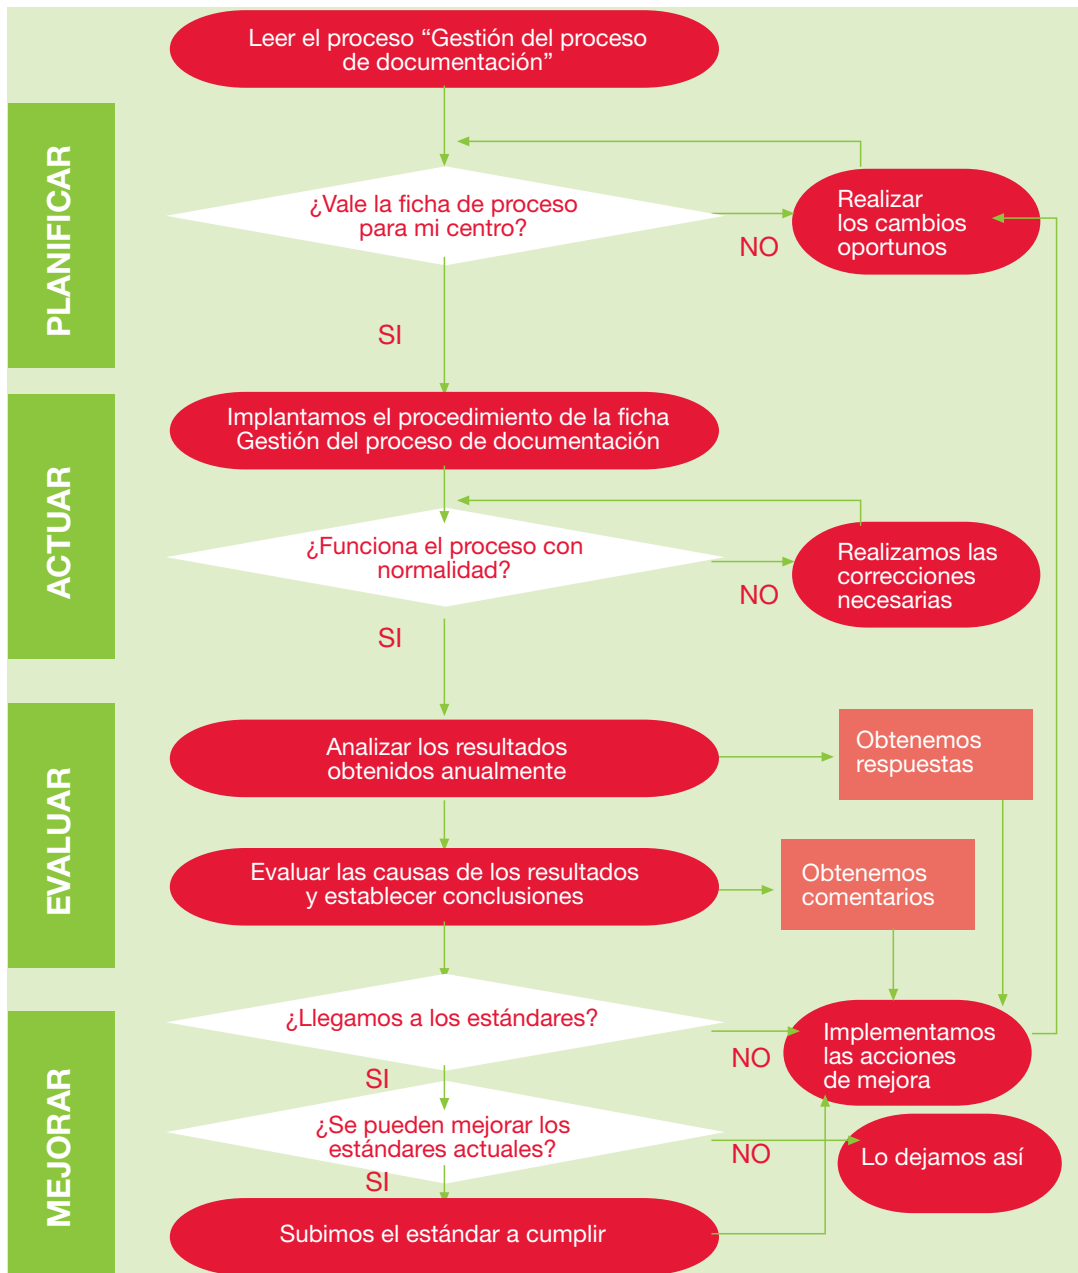 Leer el proceso “Gestión del proceso
de documentación”
PLANIFICAR
¿Vale la ficha de proceso
para mi centro?
NO
Realizar
los cambios
oportunos
SI
ACTUAR
Implantamos el procedimiento de la ficha
Gestión del proceso de documentación
¿Funciona el proceso con
normalidad?
NO
Realizamos las
correcciones
necesarias
SI
EVALUAR
Analizar los resultados
obtenidos anualmente
Obtenemos
respuestas
Evaluar las causas de los resultados
y establecer conclusiones
Obtenemos
comentarios
MEJORAR
¿Llegamos a los estándares?
NO
Implementamos
las acciones
de mejora
SI
¿Se pueden mejorar los
estándares actuales?
NO
Lo dejamos así
SI
Subimos el estándar a cumplir